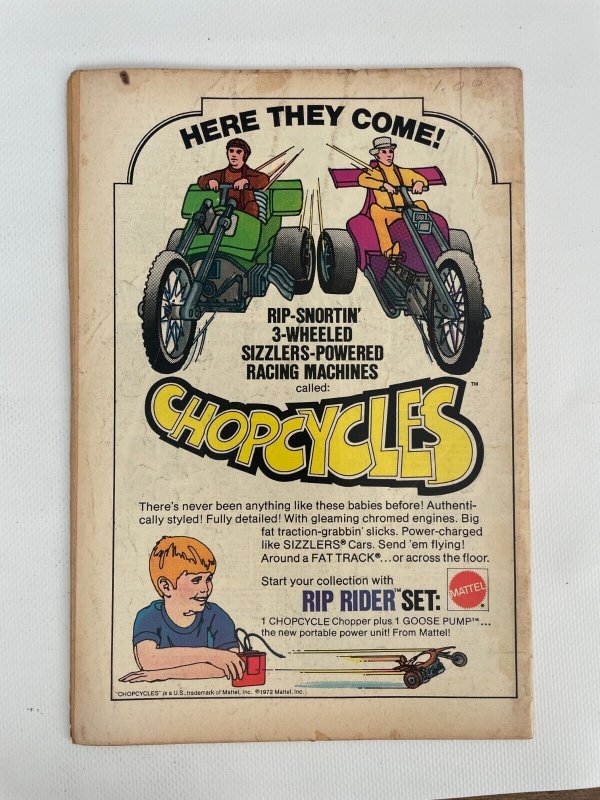 1.00
HERE THEY COME!
RIP-SNORTIN'
3-WHEELED
SIZZLERS-POWERED
RACING MACHINES
called:
CHOPCYCLES™
There's never been anything like these babies before! Authenti-
cally styled! Fully detailed! With gleaming chromed engines. Big
fat traction-grabbin' slicks. Power-charged
like SIZZLERS® Cars. Send 'em flying!
Around a FAT TRACK®...or across the floor.
Start your collection with
RIP RIDER™ SET:
MATTEL®
1 CHOPCYCLE Chopper plus 1 GOOSE PUMP™...
the new portable power unit! From Mattel!
"CHOPCYCLES" is a U.S. trademark of Mattel, Inc. ©1972 Mattel, Inc.